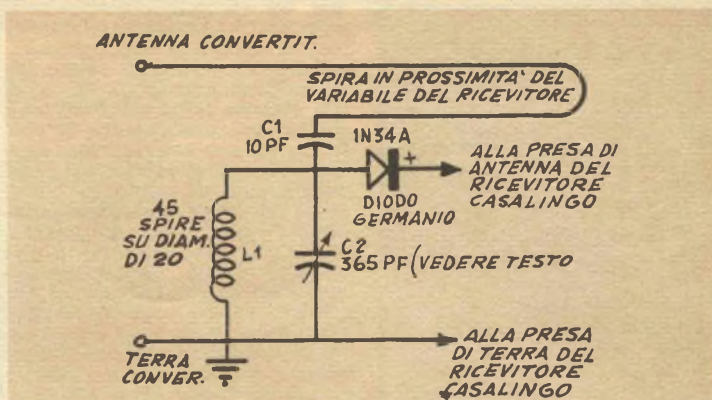 ANTENNA CONVERTIT.
SPIRA IN PROSSIMITA' DEL
VARIABILE DEL RICEVITORE
C1
10 PF
1N34A
+
ALLA PRESA DI
ANTENNA DEL
RICEVITORE
CASALINGO
DIODO
GERMANIO
45
SPIRE
SU DIAM.
DI 20
L1
C2
365 PF (VEDERE TESTO
TERRA
CONVER.
ALLA PRESA
DI TERRA DEL
RICEVITORE
CASALINGO